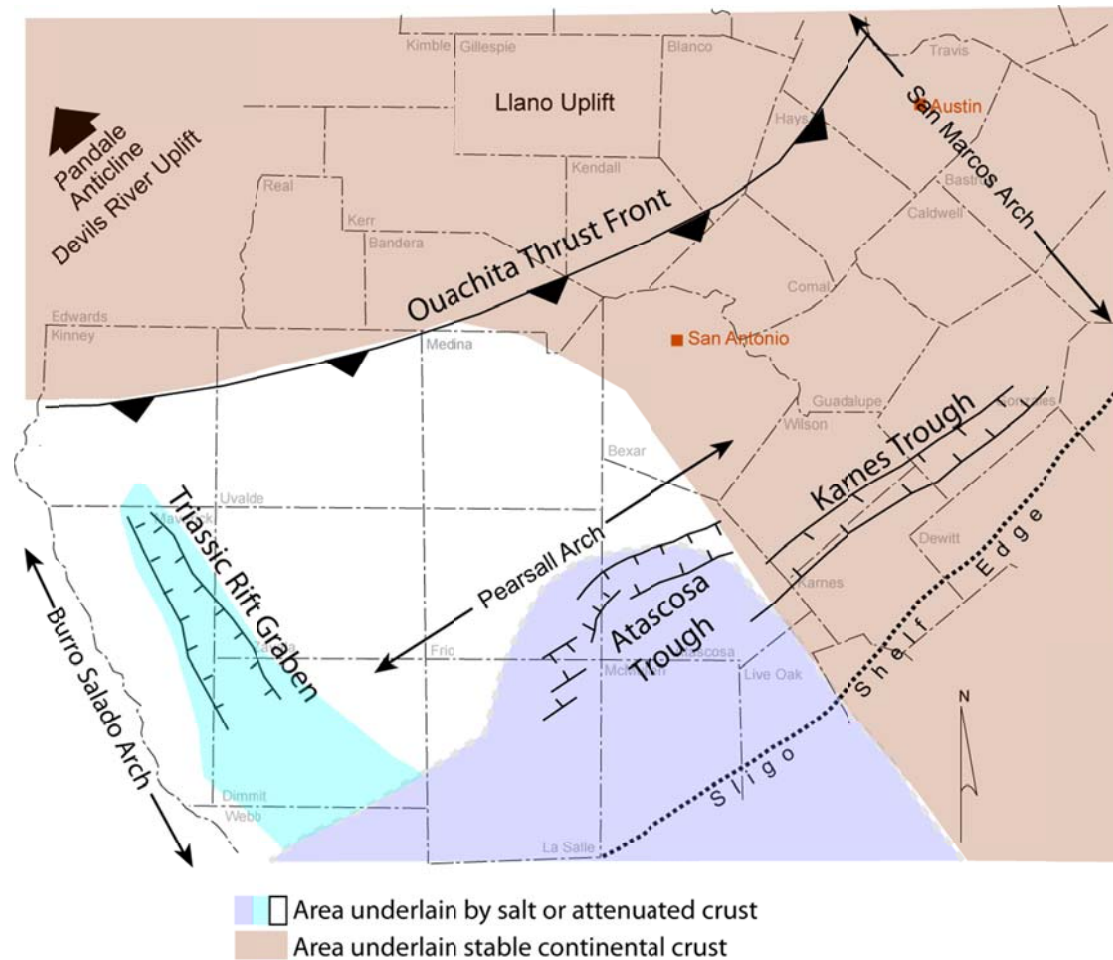 Kimble
Gillespie
Blanco
Travis
Llano Uplift
Austin
San Marcos Arch
Hays
Pandale
Anticline
Devils River Uplift
Real
Kendall
Bastro
Kerr
Bandera
Caldwell
Ouachita Thrust Front
Comal
Edwards
Kinney
Medina
San Antonio
Guadalupe
Gonzales
Wilson
Karnes Trough
Bexar
Uvalde
Maverick
Triassic Rift Graben
Pearsall Arch
Dewitt
Karnes
Atascosa
Trough
Burro Salado Arch
Zavalla
Frio
McMullen
Atascosa
Live Oak
Sligo Shelf Edge
N
Dimmit
Webb
La Salle
Area underlain by salt or attenuated crust
Area underlain stable continental crust